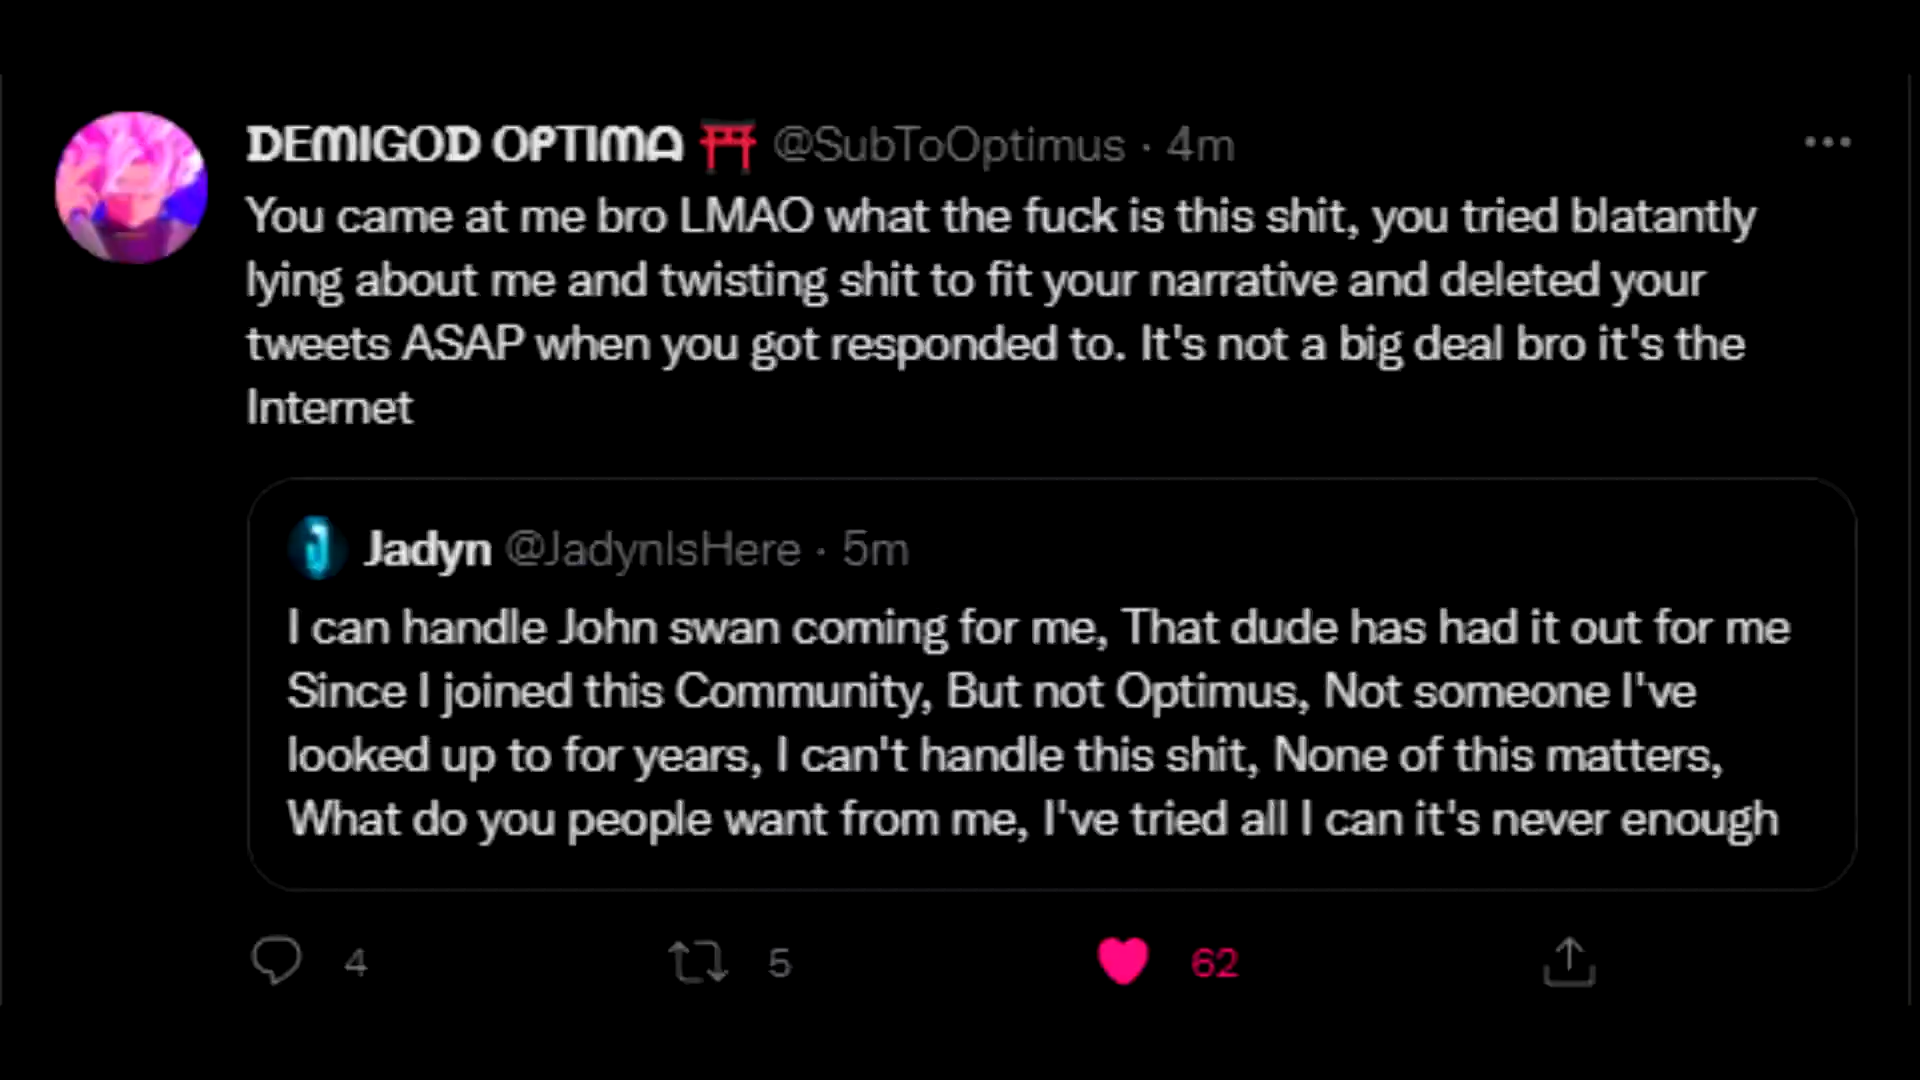 DEMIGOD OPTIMA ⛩️ @SubToOptimus · 4m
You came at me bro LMAO what the fuck is this shit, you tried blatantly
lying about me and twisting shit to fit your narrative and deleted your
tweets ASAP when you got responded to. It's not a big deal bro it's the
Internet
Jadyn @JadynIsHere · 5m
I can handle John swan coming for me, That dude has had it out for me
Since I joined this Community, But not Optimus, Not someone I've
looked up to for years, I can't handle this shit, None of this matters,
What do you people want from me, I've tried all I can it's never enough
4 5 62